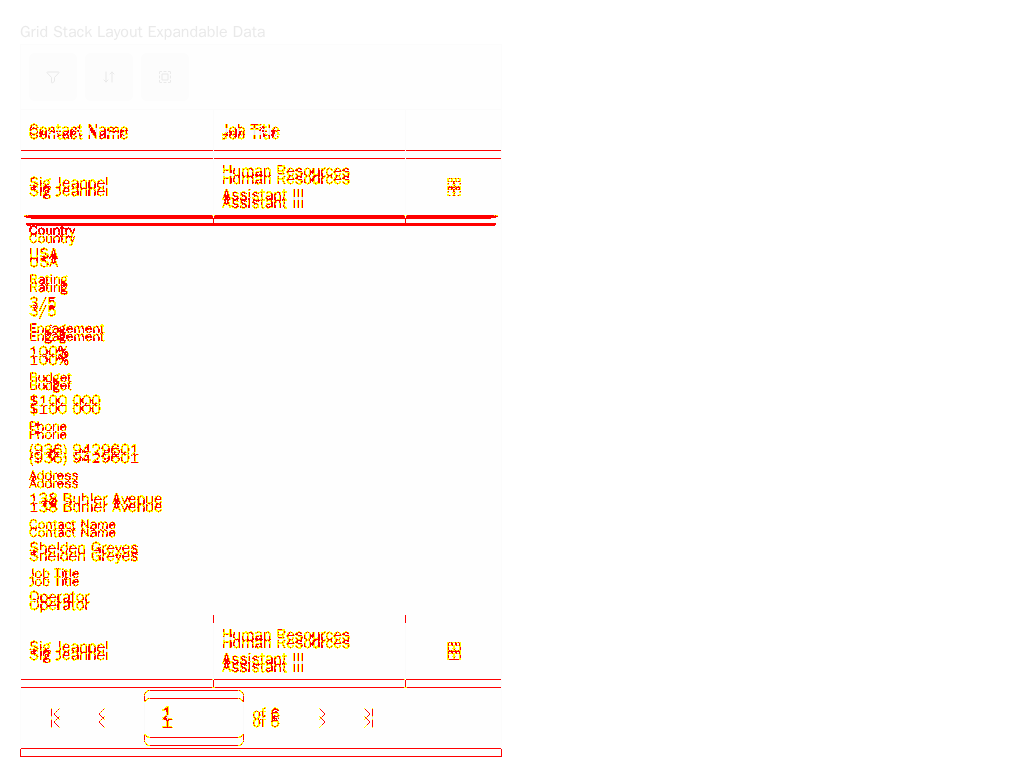 Grid Stack Layout Expandable Data
Contact Name Job Title
Sig Jeannel Human Resources
Assistant III
Country
USA
Rating
3/5
Engagement
100%
Budget
$100 000
Phone
(936) 9429601
Address
138 Buhler Avenue
Contact Name
Sheldon Greyes
Job Title
Operator
Sig Jeannel Human Resources
Assistant III
1 of 6